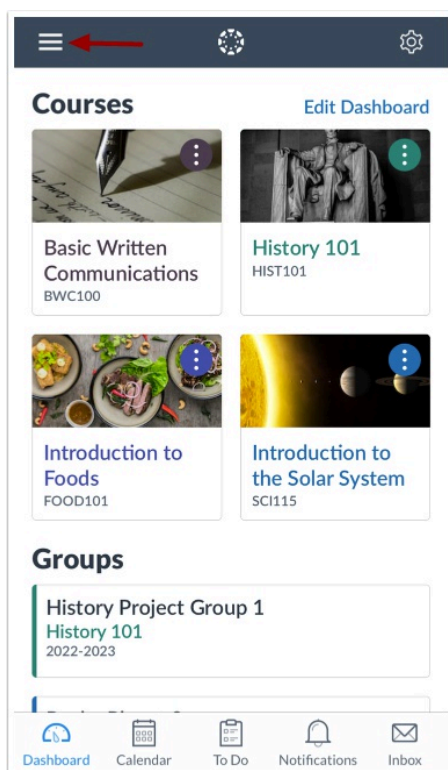 Courses
Edit Dashboard
Basic Written
Communications
BWC100
History 101
HIST101
Introduction to
Foods
FOOD101
Introduction to
the Solar System
SCI115
Groups
History Project Group 1
History 101
2022-2023
Dashboard
Calendar
To Do
Notifications
Inbox